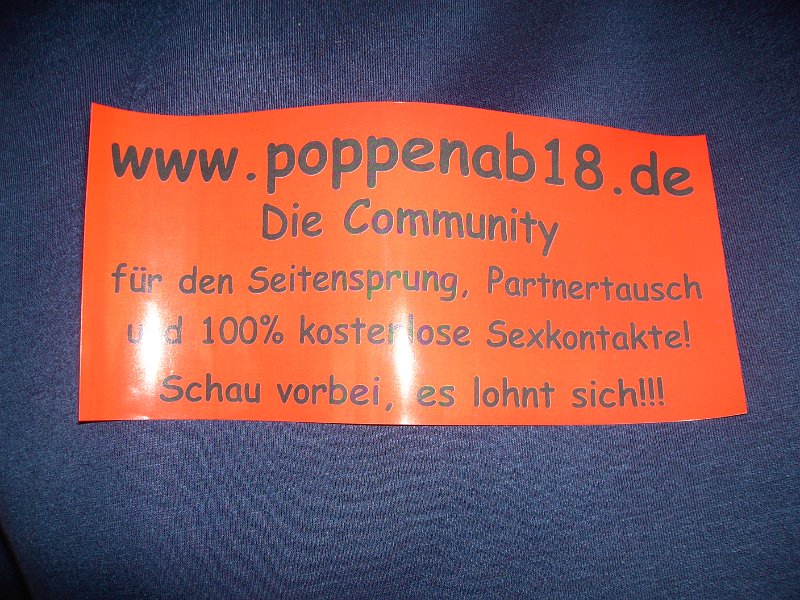 www.poppenab18.de
Die Community
für den Seitensprung, Partnertausch
und 100% kostenlose Sexkontakte!
Schau vorbei, es lohnt sich!!!